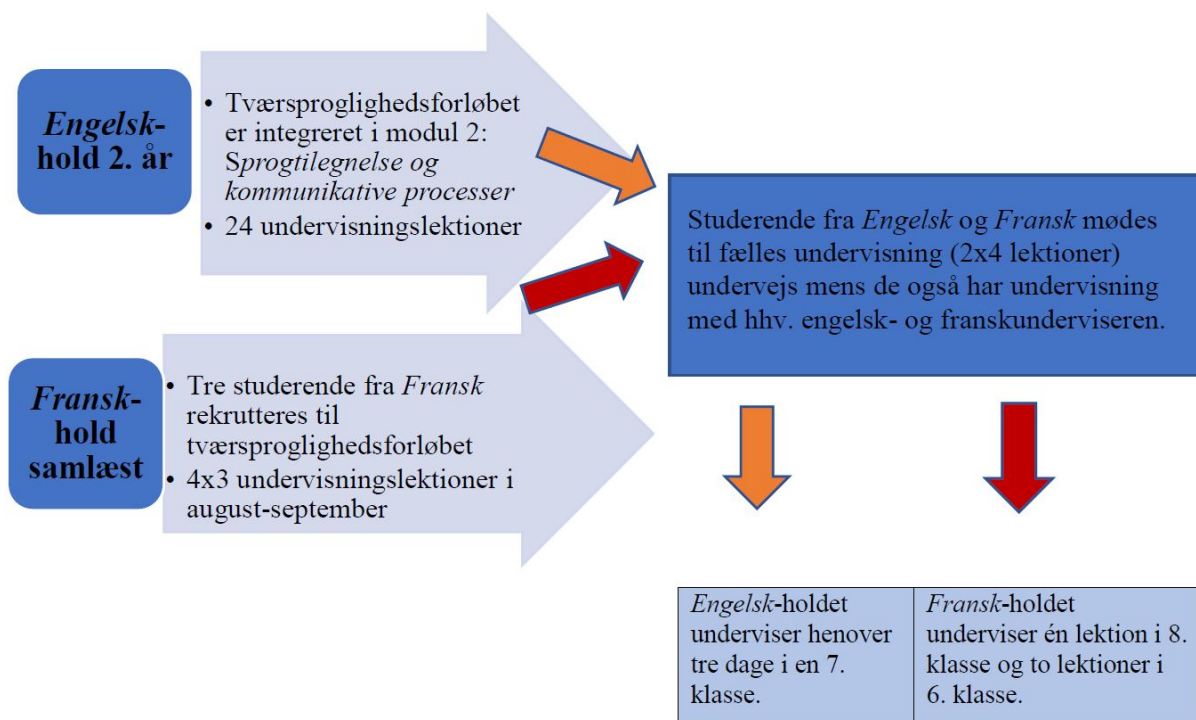 Engelsk-
hold 2. år
• Tværsproglighedsforløbet
er integreret i modul 2:
Sprogtilegnelse og
kommunikative processer
• 24 undervisningslektioner
Fransk-
hold
samlæst
• Tre studerende fra Fransk
rekrutteres til
tværsproglighedsforløbet
• 4x3 undervisningslektioner i
august-september
Studerende fra Engelsk og Fransk mødes
til fælles undervisning (2x4 lektioner)
undervejs mens de også har undervisning
med hhv. engelsk- og franskunderviseren.
Engelsk-holdet
underviser henover
tre dage i en 7.
klasse.
Fransk-holdet
underviser én lektion i 8.
klasse og to lektioner i
6. klasse.